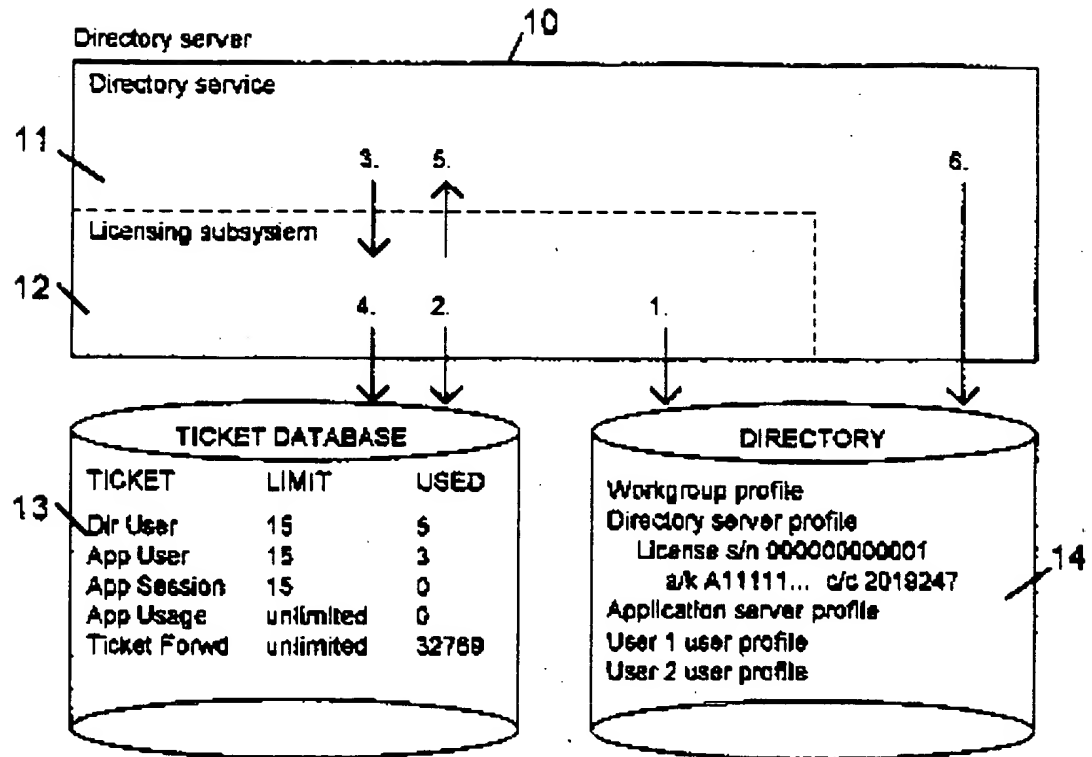 10
Directory server
Directory service
11
3. 5. 6.
Licensing subsystem
12
4. 2. 1.
TICKET DATABASE
TICKET LIMIT USED
13
Dir User 15 5
App User 15 3
App Session 15 0
App Usage unlimited 0
Ticket Forwd unlimited 32769
DIRECTORY
Workgroup profile
Directory server profile
License s/n 000000000001
a/k A11111... c/c 2019247
14
Application server profile
User 1 user profile
User 2 user profile